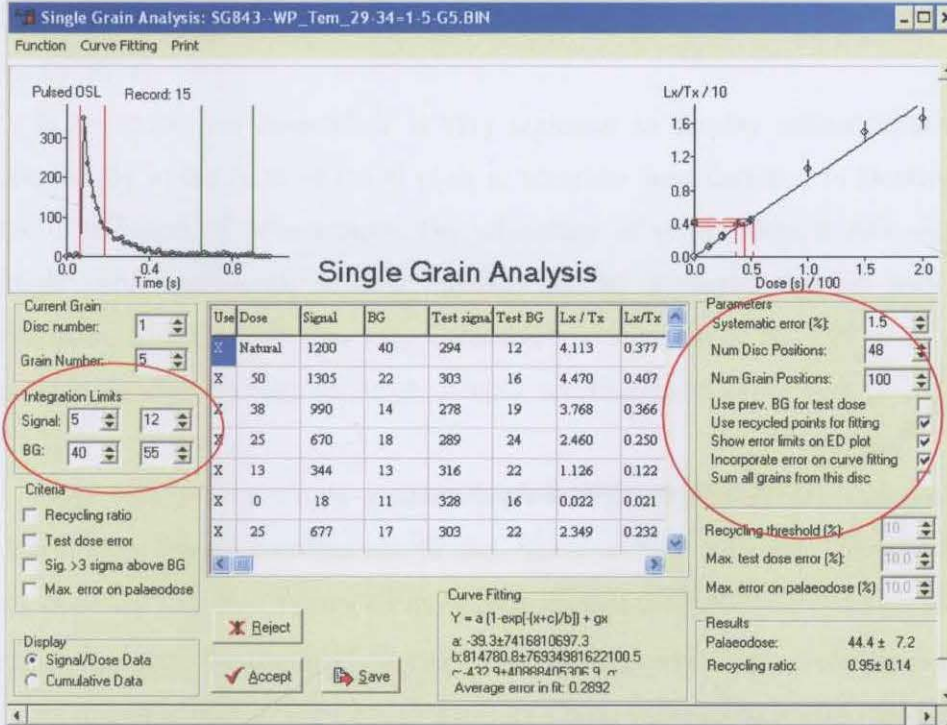 Single Grain Analysis: SG843--WP_Tem_29-34=1-5-G5.BIN
Function Curve Fitting Print
Pulsed OSL Record: 15
300
200
100
0
0.0 0.4 0.8
Time (s)
Single Grain Analysis
Lx/Tx / 10
1.6
1.2
0.8
0.4
0.0
0.0 0.5 1.0 1.5 2.0
Dose (s) / 100
Current Grain
Disc number: 1
Grain Number: 5
Integration Limits
Signal: 5 12
BG: 40 55
Criteria
Recycling ratio
Test dose error
Sig. >3 sigma above BG
Max. error on palaeodose
Display
Signal/Dose Data
Cumulative Data
Use Dose Signal BG Test signal Test BG Lx / Tx Lx/Tx
X Natural 1200 40 294 12 4.113 0.377
X 50 1305 22 303 16 4.470 0.407
X 38 990 14 278 19 3.768 0.366
X 25 670 18 289 24 2.460 0.250
X 13 344 13 316 22 1.126 0.122
X 0 18 11 328 16 0.022 0.021
X 25 677 17 303 22 2.349 0.232
Reject
Accept Save
Curve Fitting
Y = a (1-exp[-(x+c)/b]) + gx
a: -39.3±7416810697.3
b:814780.8±76934981622100.5
Average error in fit: 0.2892
Parameters
Systematic error (%): 1.5
Num Disc Positions: 48
Num Grain Positions: 100
Use prev. BG for test dose
Use recycled points for fitting
Show error limits on ED plot
Incorporate error on curve fitting
Sum all grains from this disc
Recycling threshold (%): 10
Max. test dose error (%): 10.0
Max. error on palaeodose (%) 10.0
Results
Palaeodose: 44.4 ± 7.2
Recycling ratio: 0.95± 0.14